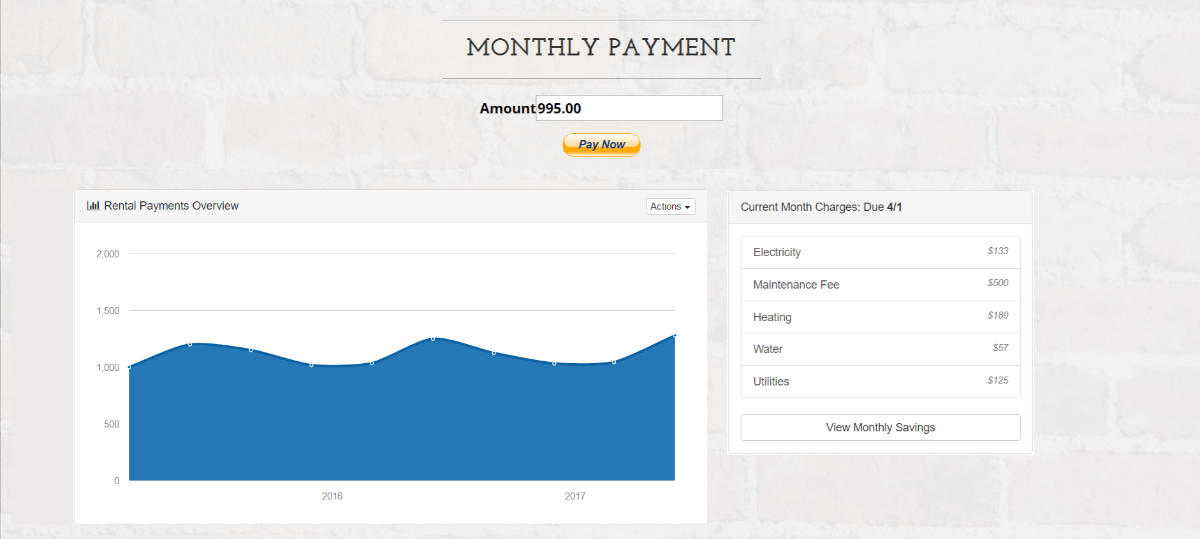 MONTHLY PAYMENT
Amount 995.00
Pay Now
Rental Payments Overview
Actions
2,000
1,500
1,000
500
0
2016 2017
Current Month Charges: Due 4/1
Electricity $133
Maintenance Fee $500
Heating $180
Water $57
Utilities $125
View Monthly Savings